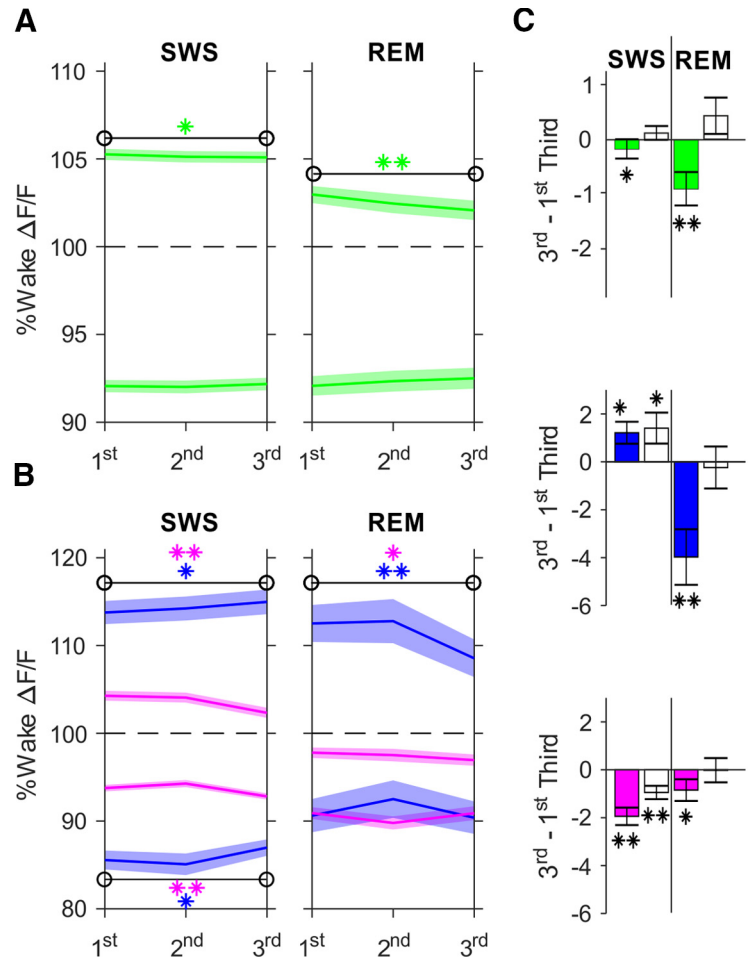 A
SWS
REM
110
105
100
95
90
%Wake ΔF/F
*
**
1st
2nd
3rd
1st
2nd
3rd
B
SWS
REM
120
110
100
90
80
%Wake ΔF/F
**
*
*
**
**
*
1st
2nd
3rd
1st
2nd
3rd
C
SWS
REM
1
0
-1
-2
3rd - 1st Third
*
**
2
0
-2
-4
-6
3rd - 1st Third
*
*
**
2
0
-2
-4
-6
3rd - 1st Third
**
**
*